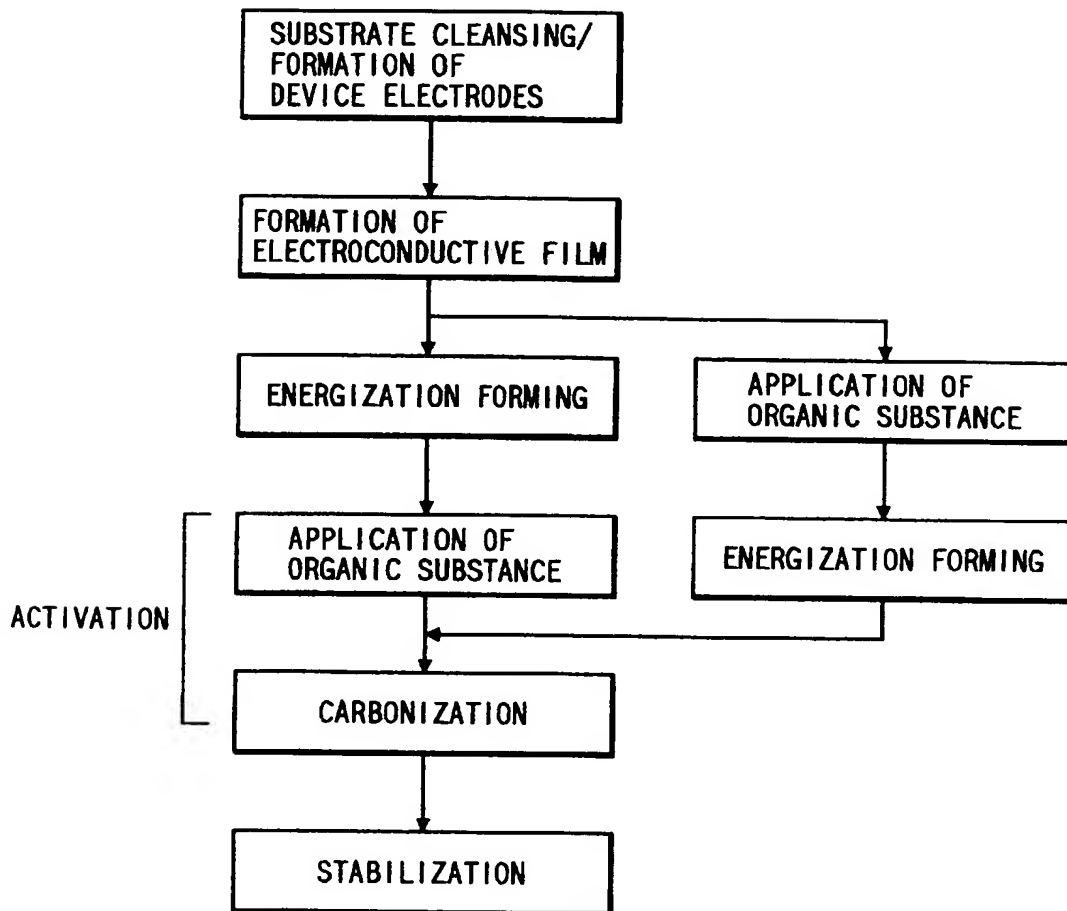 SUBSTRATE CLEANSING/
FORMATION OF
DEVICE ELECTRODES
FORMATION OF
ELECTROCONDUCTIVE FILM
ENERGIZATION FORMING
APPLICATION OF
ORGANIC SUBSTANCE
APPLICATION OF
ORGANIC SUBSTANCE
ENERGIZATION FORMING
ACTIVATION
CARBONIZATION
STABILIZATION